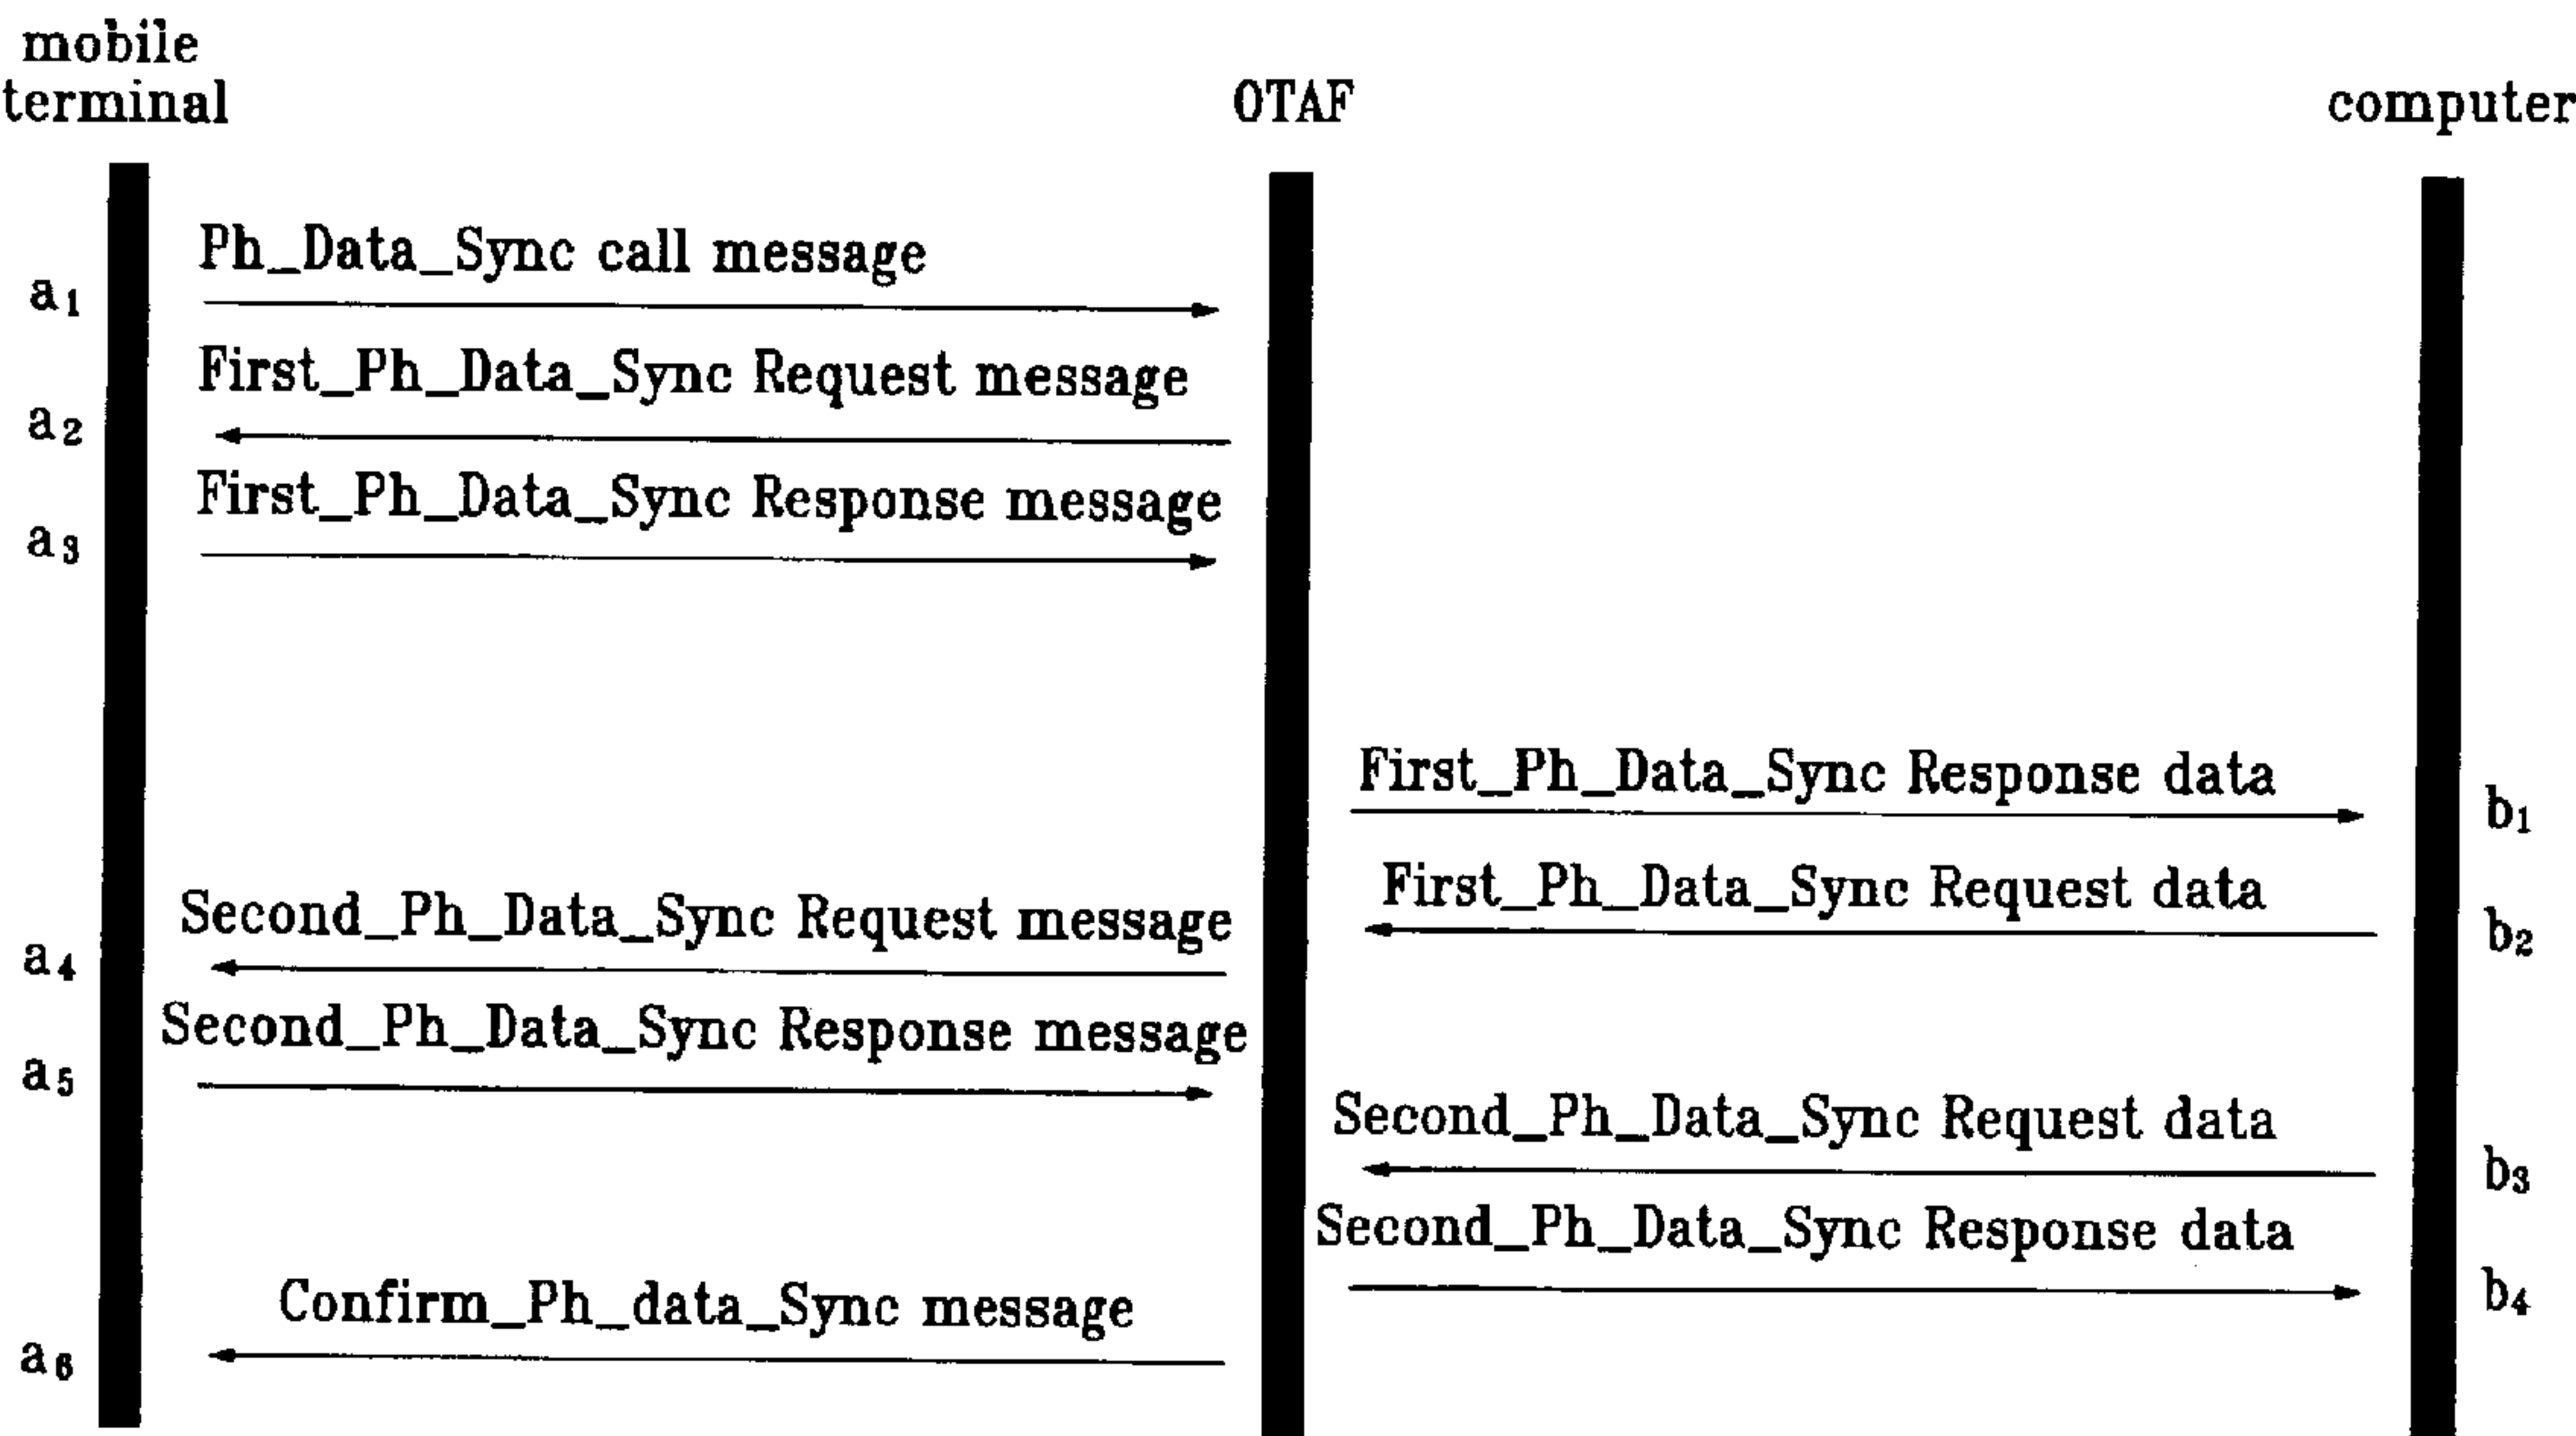 mobile
terminal
OTAF
computer
Ph_Data_Sync call message
a1
First_Ph_Data_Sync Request message
a2
First_Ph_Data_Sync Response message
a3
First_Ph_Data_Sync Response data
b1
First_Ph_Data_Sync Request data
b2
Second_Ph_Data_Sync Request message
a4
Second_Ph_Data_Sync Response message
a5
Second_Ph_Data_Sync Request data
b3
Second_Ph_Data_Sync Response data
b4
Confirm_Ph_data_Sync message
a6